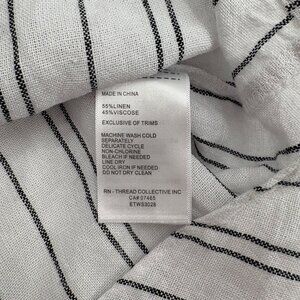 MADE IN CHINA
55%LINEN
45%VISCOSE
EXCLUSIVE OF TRIMS
MACHINE WASH COLD
SEPARATELY
DELICATE CYCLE
NON-CHLORINE
BLEACH IF NEEDED
LINE DRY
COOL IRON IF NEEDED
DO NOT DRY CLEAN
RN - THREAD COLLECTIVE INC
CA# 07465
ETWS3028